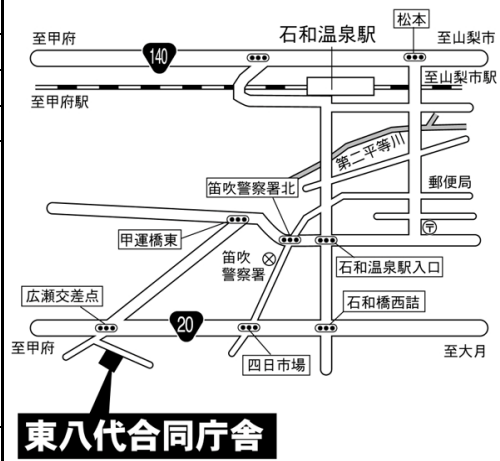 松本
至甲府
140
石和温泉駅
至山梨市
至山梨市駅
至甲府駅
第二平等川
笛吹警察署北
郵便局
甲運橋東
〒
笛吹
警察署
石和温泉駅入口
広瀬交差点
石和橋西詰
20
至甲府
四日市場
至大月
東八代合同庁舎